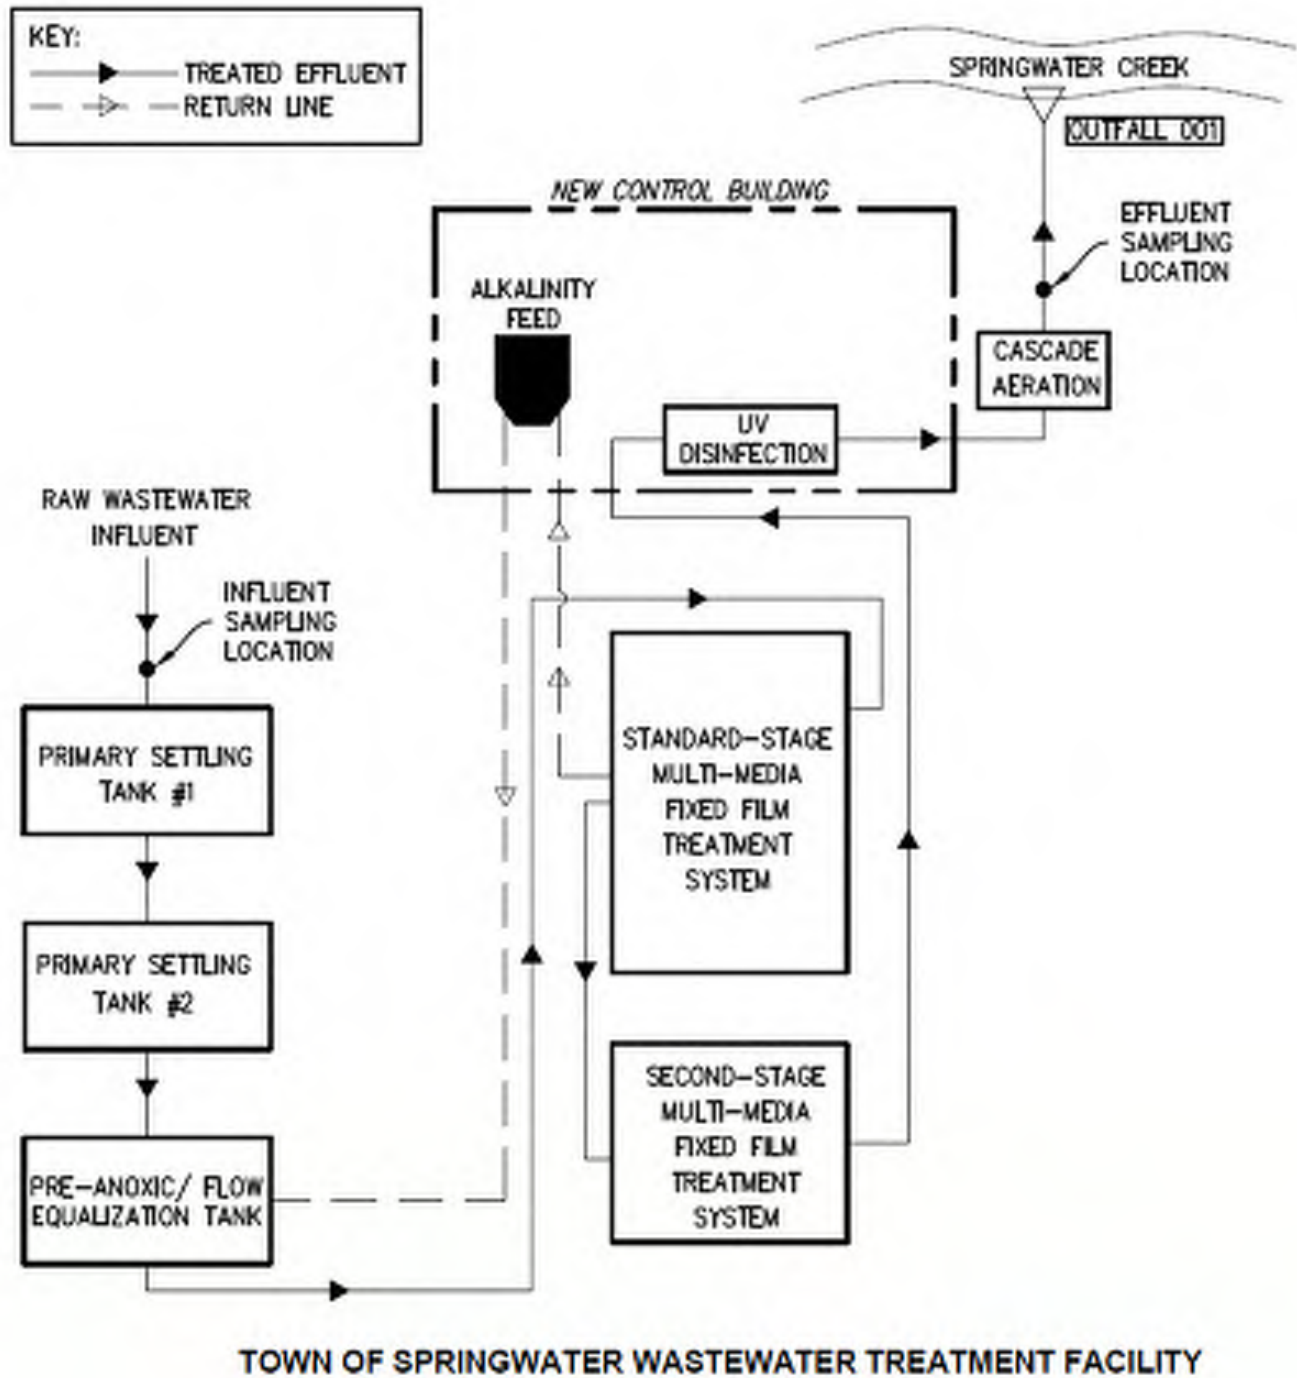 KEY:
TREATED EFFLUENT
RETURN LINE
SPRINGWATER CREEK
OUTFALL 001
NEW CONTROL BUILDING
EFFLUENT
SAMPLING
LOCATION
ALKALINITY
FEED
CASCADE
AERATION
UV
DISINFECTION
RAW WASTEWATER
INFLUENT
INFLUENT
SAMPLING
LOCATION
PRIMARY SETTLING
TANK #1
STANDARD-STAGE
MULTI-MEDIA
FIXED FILM
TREATMENT
SYSTEM
PRIMARY SETTLING
TANK #2
SECOND-STAGE
MULTI-MEDIA
FIXED FILM
TREATMENT
SYSTEM
PRE-ANOXIC/ FLOW
EQUALIZATION TANK
TOWN OF SPRINGWATER WASTEWATER TREATMENT FACILITY